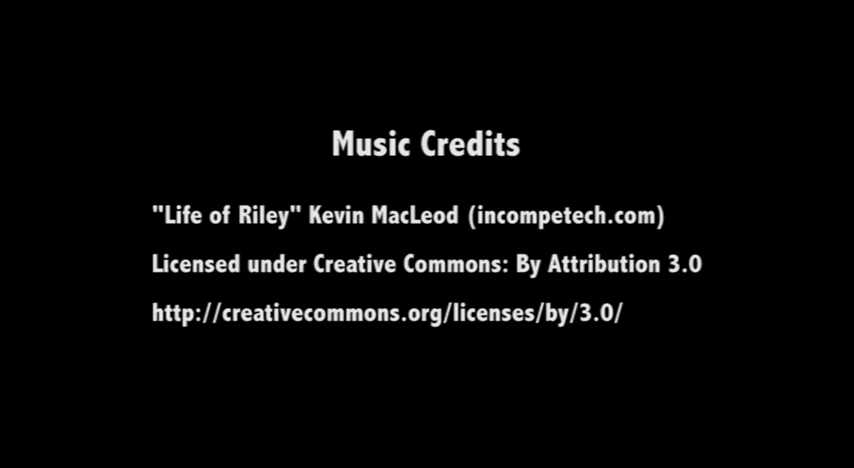 Music Credits
"Life of Riley" Kevin MacLeod (incompetech.com)
Licensed under Creative Commons: By Attribution 3.0
http://creativecommons.org/licenses/by/3.0/